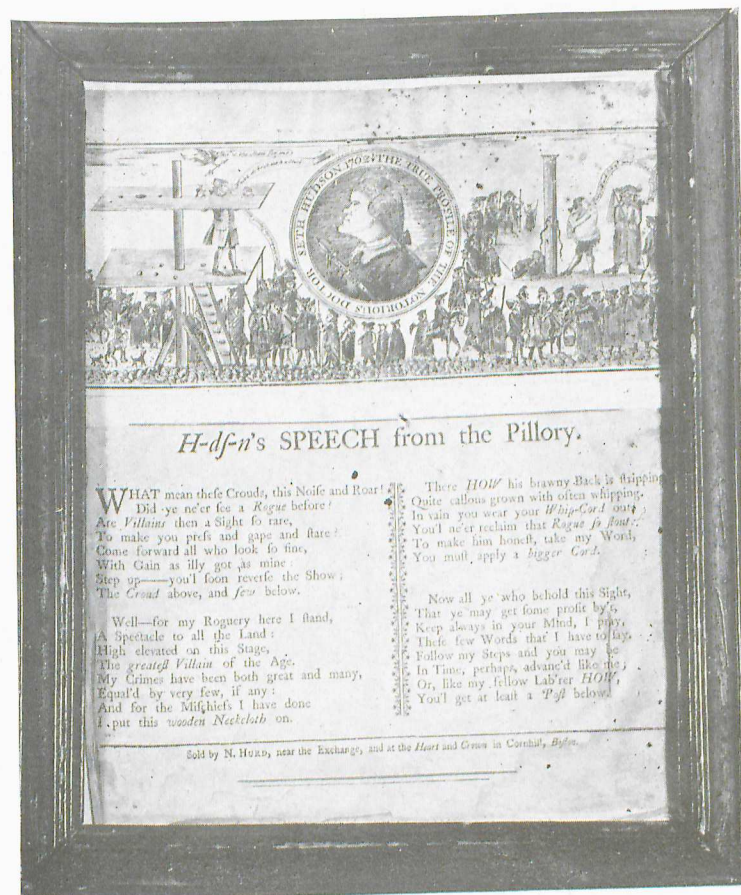 SETH HUDSON 1762 THE TRUE PROFILE OF THE NOTORIOUS DOCTOR
H-dſ-n's SPEECH from the Pillory.
WHAT mean theſe Crouds, this Noiſe and Roar!
Did ye ne'er ſee a Rogue before!
Are Villains then a Sight ſo rare,
To make you preſs and gape and ſtare!
Come forward all who look ſo fine,
With Gain as illy got as mine:
Step up——you'l ſoon reverſe the Show;
The Croud above, and few below.
Well—for my Roguery here I ſtand,
A Spectacle to all the Land:
High elevated on this Stage,
The greateſt Villain of the Age.
My Crimes have been both great and many,
Equal'd by very few, if any:
And for the Miſchieſs I have done
I put this wooden Neckcloth on.
There HOW his brawny Back is ſtripping
Quite callous grown with often whipping.
In vain you wear your Whip-Cord out;
You'l ne'er reclaim that Rogue ſo ſtout:
To make him honeſt, take my Word,
You muſt apply a bigger Cord.
Now all ye who behold this Sight,
That ye may get ſome profit by't,
Keep always in your Mind, I pray,
Theſe few Words that I have to ſay.
Follow my Steps and you may be
In Time, perhaps, advanc'd like me;
Or, like my fellow Lab'rer HOW,
You'l get at leaſt a Poſt below.
Sold by N. HURD, near the Exchange, and at the Heart and Crown in Cornhill, Boſton.